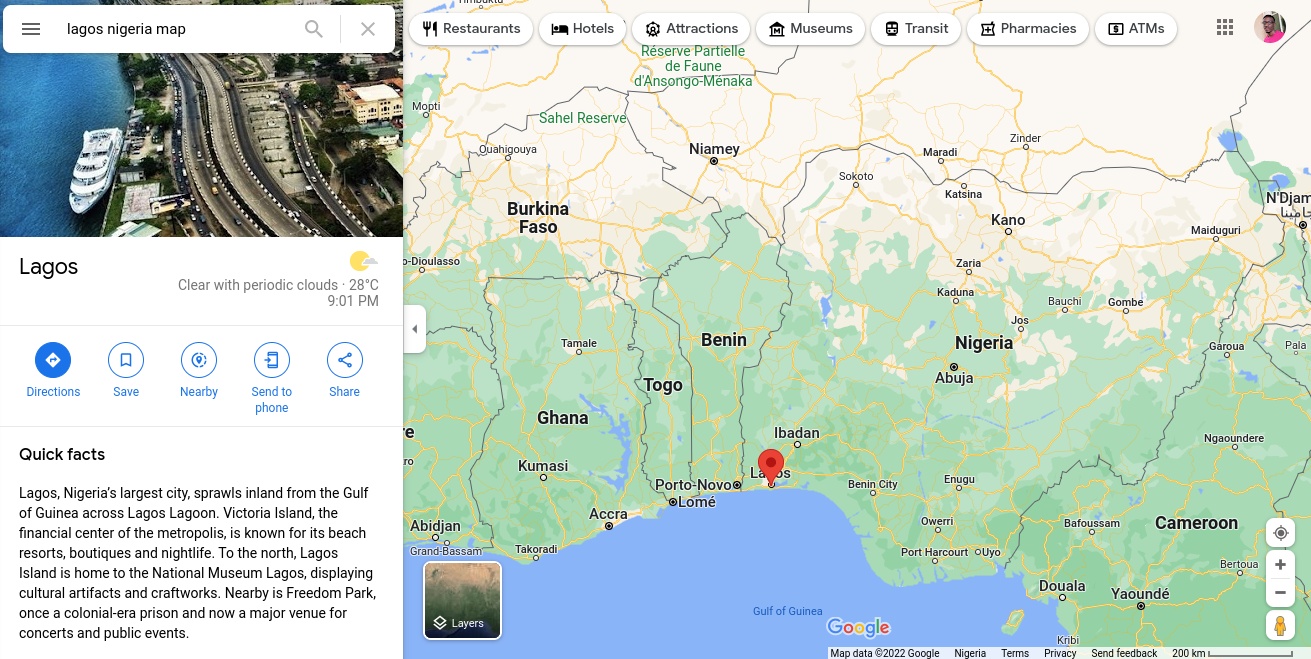 lagos nigeria map
Restaurants
Hotels
Attractions
Museums
Transit
Pharmacies
ATMs
Lagos
Clear with periodic clouds · 28°C
9:01 PM
Directions
Save
Nearby
Send to
phone
Share
Quick facts
Lagos, Nigeria's largest city, sprawls inland from the Gulf
of Guinea across Lagos Lagoon. Victoria Island, the
financial center of the metropolis, is known for its beach
resorts, boutiques and nightlife. To the north, Lagos
Island is home to the National Museum Lagos, displaying
cultural artifacts and craftworks. Nearby is Freedom Park,
once a colonial-era prison and now a major venue for
concerts and public events.
Réserve Partielle
de Faune
d'Ansongo-Ménaka
Mopti
Sahel Reserve
Ouahigouya
Niamey
Zinder
Maradi
Sokoto
Katsina
N'Djam
Burkina
Faso
Kano
Maiduguri
o-Dioulasso
Zaria
Kaduna
Bauchi
Gombe
Jos
Tamale
Benin
Nigeria
Garoua
Pala
Abuja
Togo
Ghana
re
Ibadan
Ngaoundere
ro
Kumasi
Lagos
Porto-Novo
Lomé
Benin City
Enugu
Accra
Abidjan
Owerri
Bafoussam
Cameroon
Grand-Bassam
Takoradi
Port Harcourt
Uyo
Bertoua
Douala
Yaoundé
Layers
Gulf of Guinea
Google
Kribi
Map data ©2022 Google
Nigeria
Terms
Privacy
Send feedback
200 km